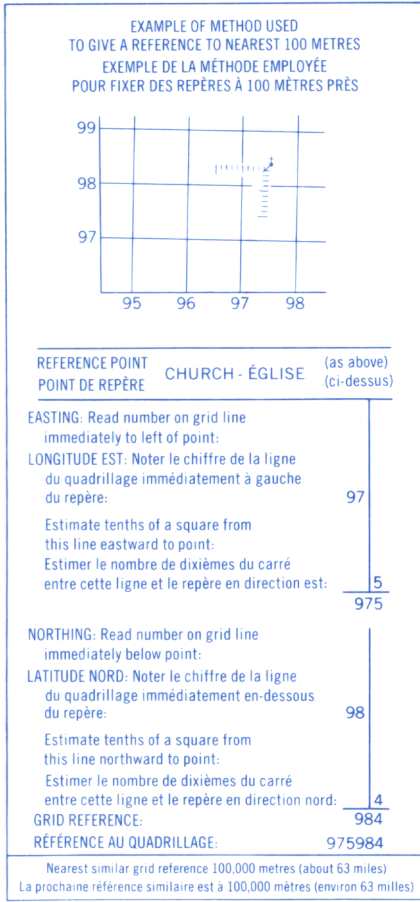 EXAMPLE OF METHOD USED
TO GIVE A REFERENCE TO NEAREST 100 METRES
EXEMPLE DE LA MÉTHODE EMPLOYÉE
POUR FIXER DES REPÈRES À 100 MÈTRES PRÈS
99
98
97
95 96 97 98
REFERENCE POINT
POINT DE REPÈRE
CHURCH - ÉGLISE
(as above)
(ci-dessus)
EASTING: Read number on grid line
immediately to left of point:
LONGITUDE EST: Noter le chiffre de la ligne
du quadrillage immédiatement à gauche
du repère: 97
Estimate tenths of a square from
this line eastward to point:
Estimer le nombre de dixièmes du carré
entre cette ligne et le repère en direction est: 5
975
NORTHING: Read number on grid line
immediately below point:
LATITUDE NORD: Noter le chiffre de la ligne
du quadrillage immédiatement en-dessous
du repère: 98
Estimate tenths of a square from
this line northward to point:
Estimer le nombre de dixièmes du carré
entre cette ligne et le repère en direction nord: 4
GRID REFERENCE: 984
RÉFÉRENCE AU QUADRILLAGE: 975984
Nearest similar grid reference 100,000 metres (about 63 miles)
La prochaine référence similaire est à 100,000 mètres (environ 63 milles)